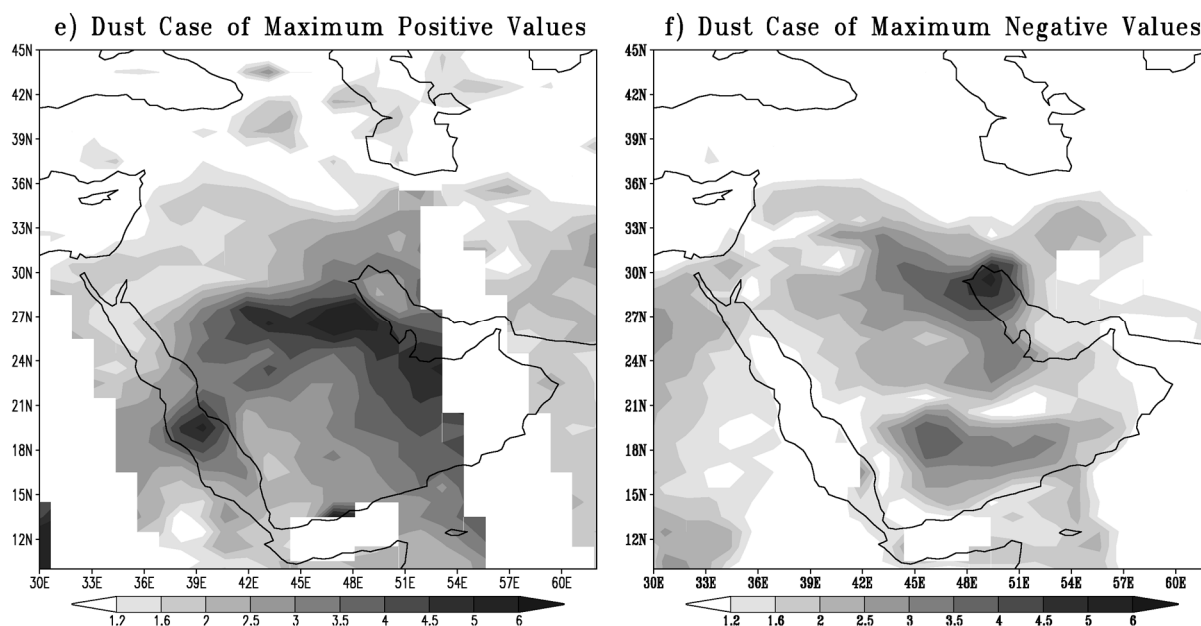 e) Dust Case of Maximum Positive Values
45N
42N
39N
36N
33N
30N
27N
24N
21N
18N
15N
12N
30E 33E 36E 39E 42E 45E 48E 51E 54E 57E 60E
1.2 1.6 2 2.5 3 3.5 4 4.5 5 6
f) Dust Case of Maximum Negative Values
45N
42N
39N
36N
33N
30N
27N
24N
21N
18N
15N
12N
30E 33E 36E 39E 42E 45E 48E 51E 54E 57E 60E
1.2 1.6 2 2.5 3 3.5 4 4.5 5 6